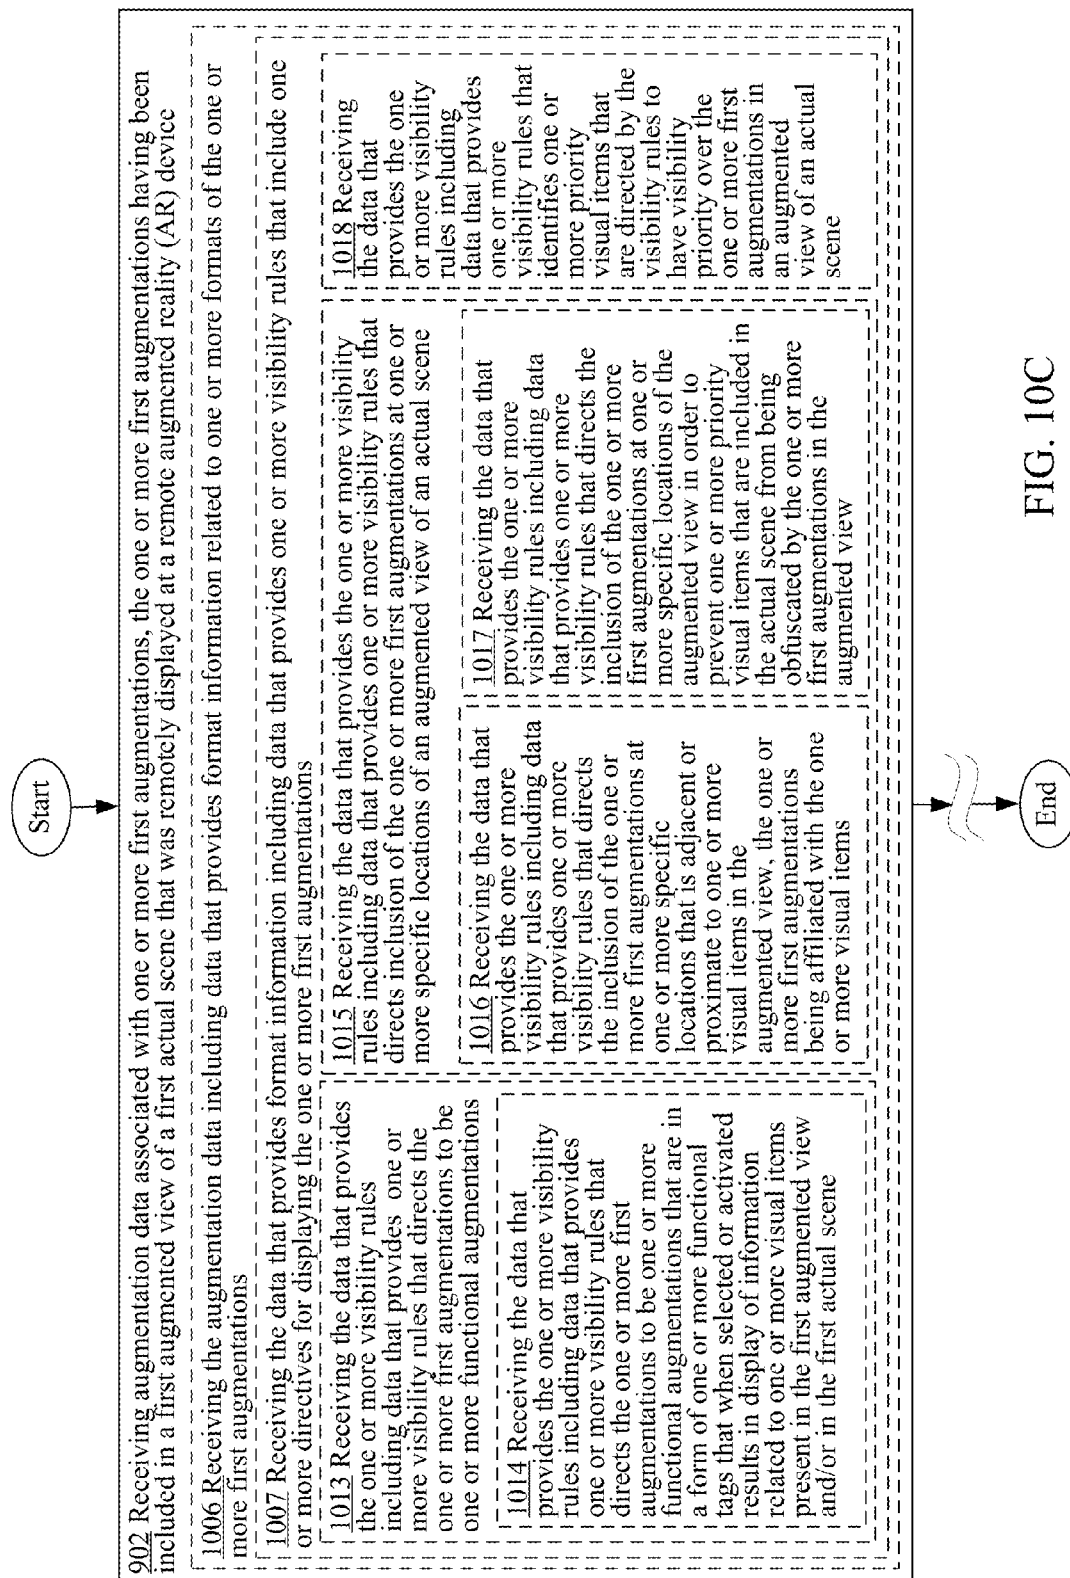 Start
902 Receiving augmentation data associated with one or more first augmentations, the one or more first augmentations having been
included in a first augmented view of a first actual scene that was remotely displayed at a remote augmented reality (AR) device
1006 Receiving the augmentation data including data that provides format information related to one or more formats of the one or
more first augmentations
1007 Receiving the data that provides format information including data that provides one or more visibility rules that include one
or more directives for displaying the one or more first augmentations
1013 Receiving the data that provides
the one or more visibility rules
including data that provides one or
more visibility rules that directs the
one or more first augmentations to be
one or more functional augmentations
1014 Receiving the data that
provides the one or more visibility
rules including data that provides
one or more visibility rules that
directs the one or more first
augmentations to be one or more
functional augmentations that are in
a form of one or more functional
tags that when selected or activated
results in display of information
related to one or more visual items
present in the first augmented view
and/or in the first actual scene
1015 Receiving the data that provides the one or more visibility
rules including data that provides one or more visibility rules that
directs inclusion of the one or more first augmentations at one or
more specific locations of an augmented view of an actual scene
1016 Receiving the data that
provides the one or more
visibility rules including data
that provides one or more
visibility rules that directs
the inclusion of the one or
more first augmentations at
one or more specific
locations that is adjacent or
proximate to one or more
visual items in the
augmented view, the one or
more first augmentations
being affiliated with the one
or more visual items
1017 Receiving the data that
provides the one or more
visibility rules including data
that provides one or more
visibility rules that directs the
inclusion of the one or more
first augmentations at one or
more specific locations of the
augmented view in order to
prevent one or more priority
visual items that are included in
the actual scene from being
obfuscated by the one or more
first augmentations in the
augmented view
1018 Receiving
the data that
provides the one
or more visibility
rules including
data that provides
one or more
visibility rules that
identifies one or
more priority
visual items that
are directed by the
visibility rules to
have visibility
priority over the
one or more first
augmentations in
an augmented
view of an actual
scene
End
FIG. 10C